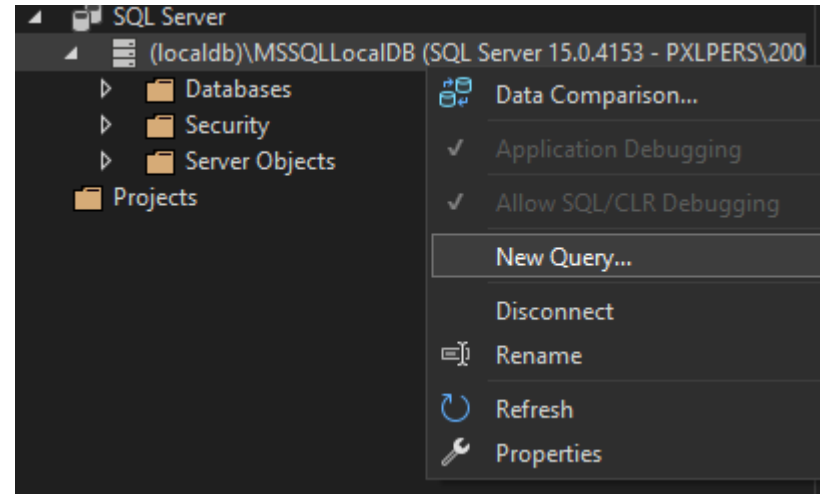 SQL Server
(localdb)\MSSQLLocalDB (SQL Server 15.0.4153 - PXLPERS\200
Databases
Security
Server Objects
Projects
Data Comparison...
Application Debugging
Allow SQL/CLR Debugging
New Query...
Disconnect
Rename
Refresh
Properties